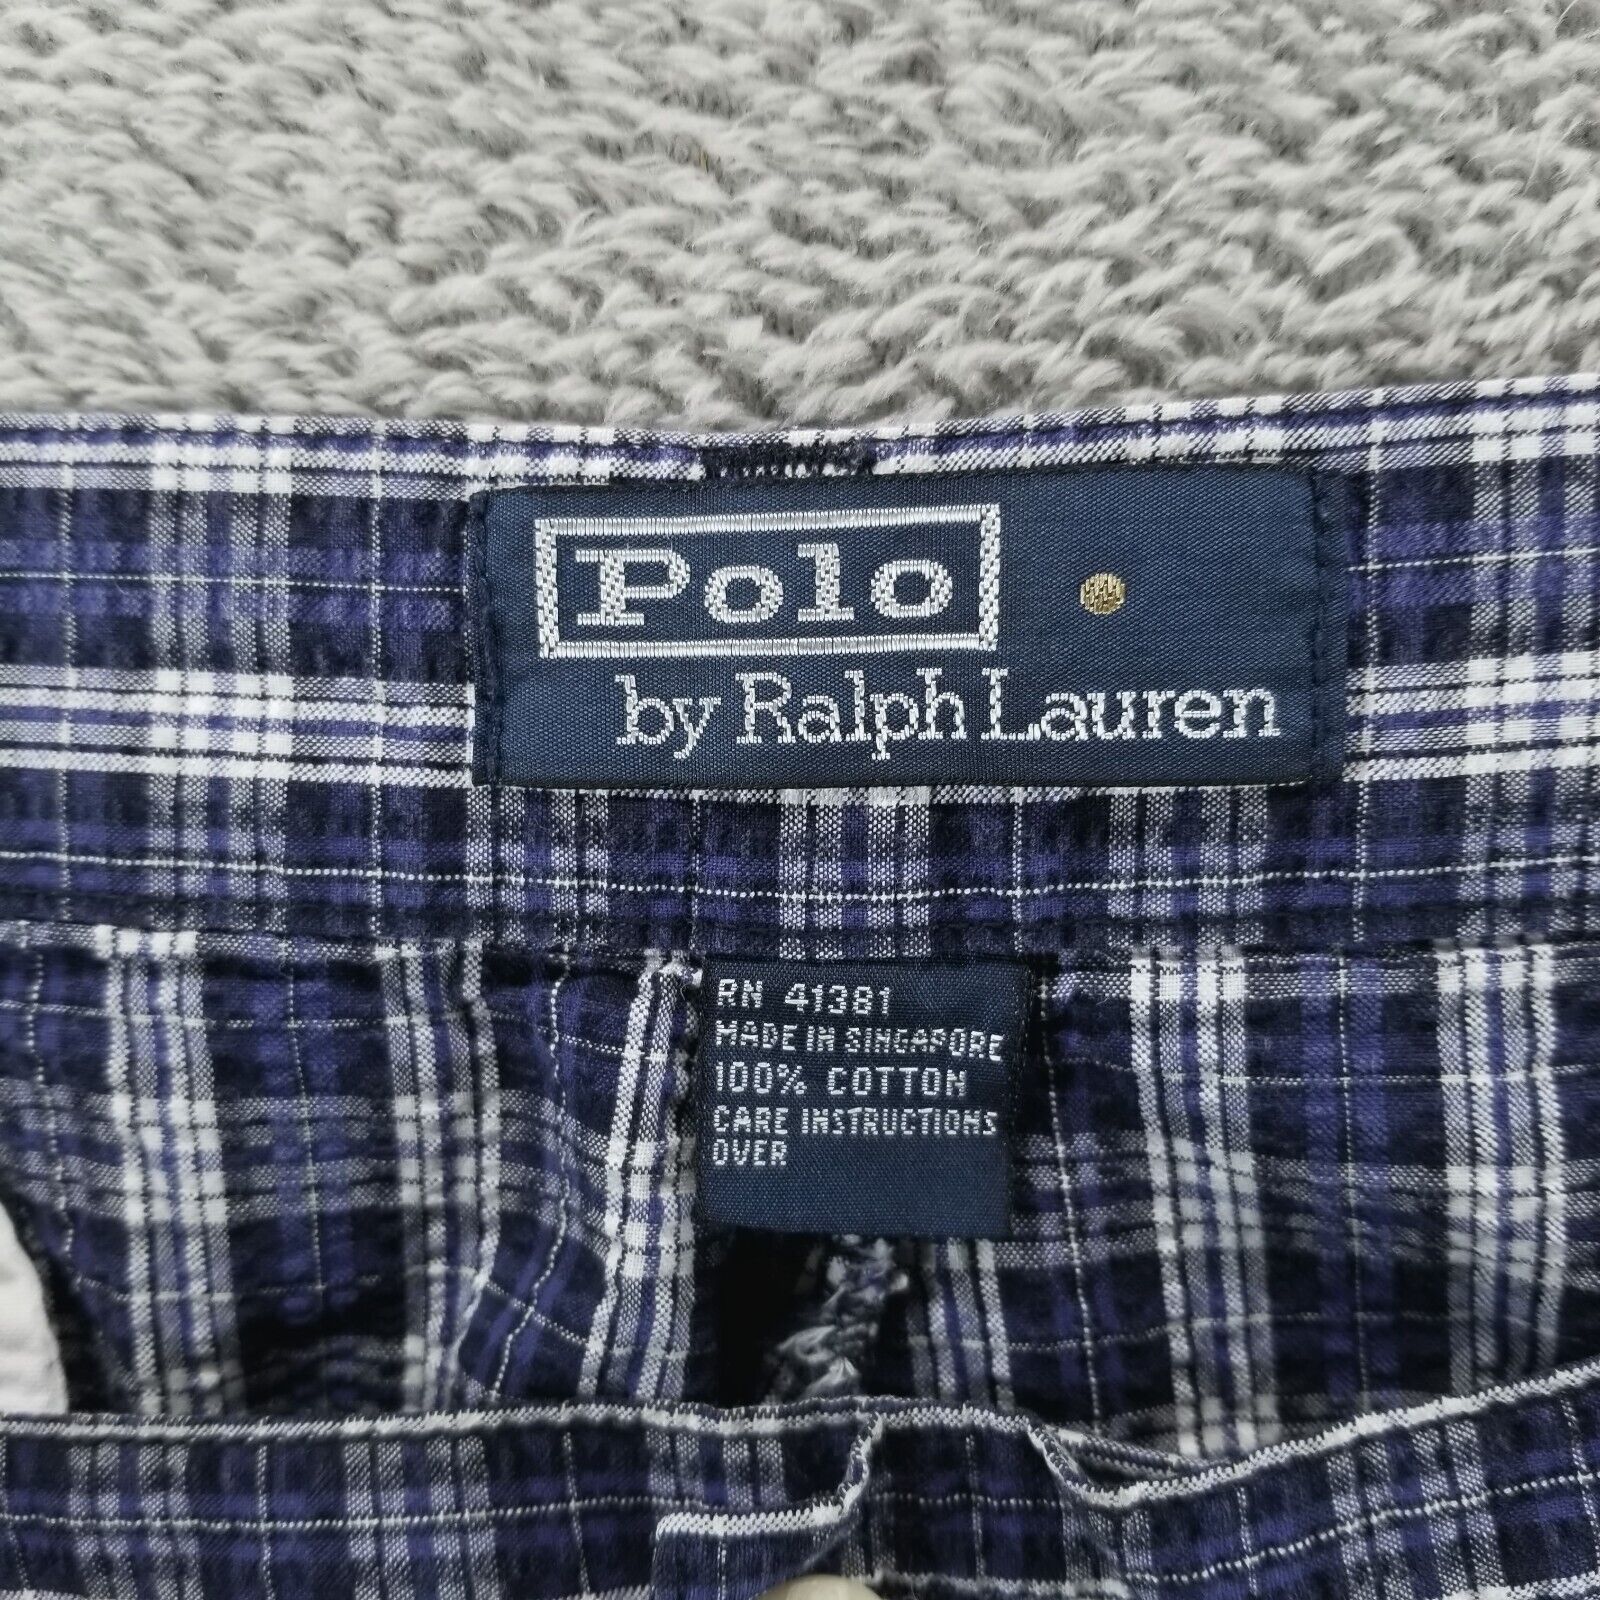 Polo
by Ralph Lauren
RN 41381
MADE IN SINGAPORE
100% COTTON
CARE INSTRUCTIONS
OVER